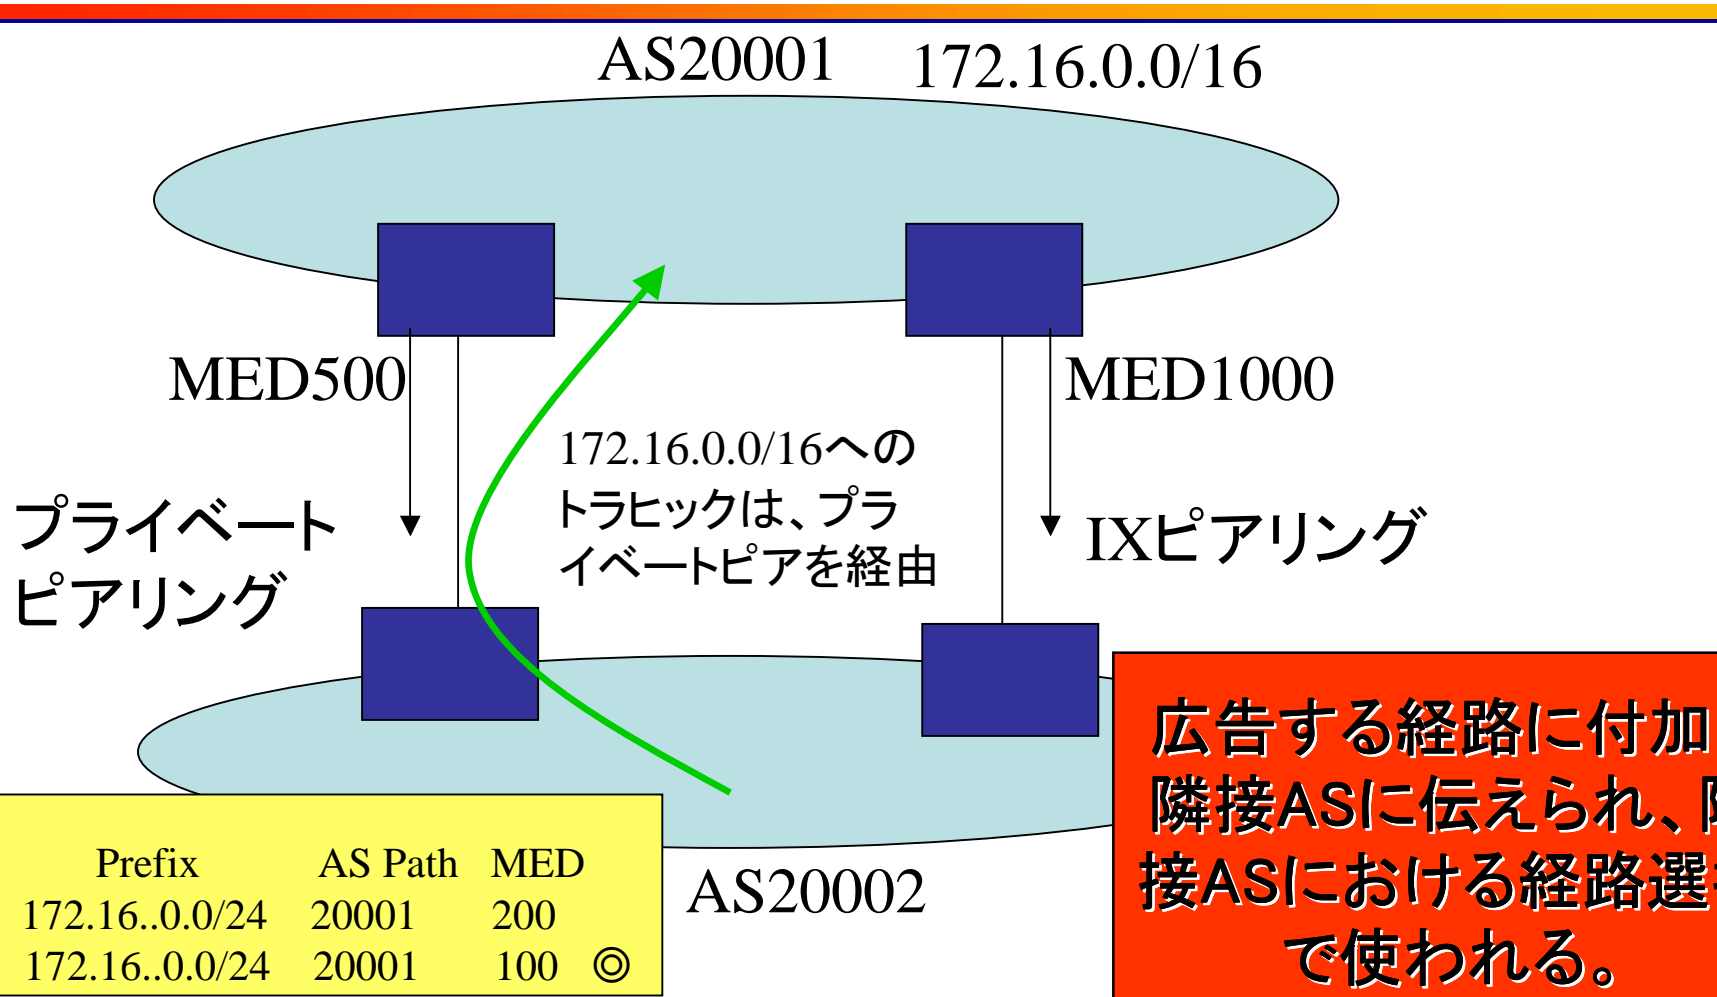 AS20001 172.16.0.0/16
MED500
MED1000
172.16.0.0/16への
トラヒックは、プラ
イベートピアを経由
プライベート
ピアリング
IXピアリング
広告する経路に付加
隣接ASに伝えられ、
接ASにおける経路選
で使われる。
Prefix AS Path MED
172.16..0.0/24 20001 200
172.16..0.0/24 20001 100 ◎
AS20002